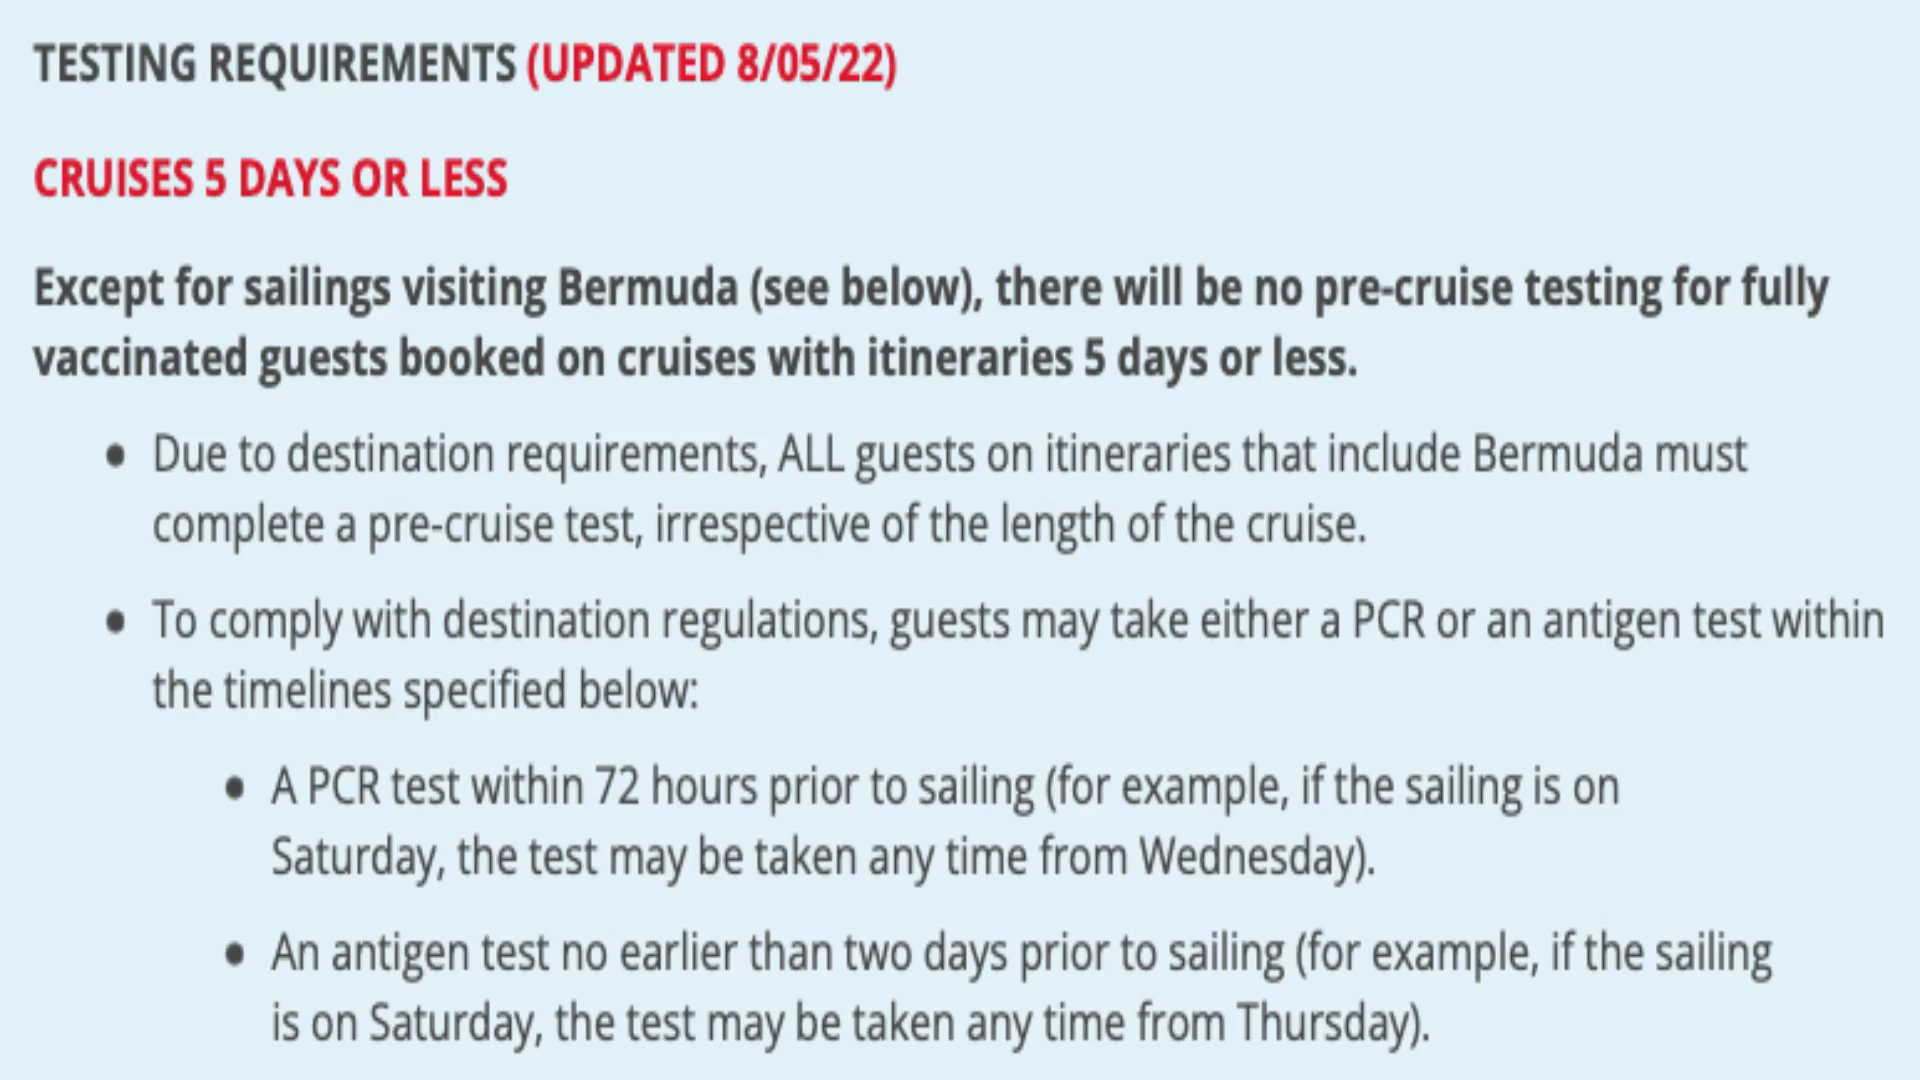 TESTING REQUIREMENTS (UPDATED 8/05/22)
CRUISES 5 DAYS OR LESS
Except for sailings visiting Bermuda (see below), there will be no pre-cruise testing for fully
vaccinated guests booked on cruises with itineraries 5 days or less.
• Due to destination requirements, ALL guests on itineraries that include Bermuda must
complete a pre-cruise test, irrespective of the length of the cruise.
• To comply with destination regulations, guests may take either a PCR or an antigen test within
the timelines specified below:
• A PCR test within 72 hours prior to sailing (for example, if the sailing is on
Saturday, the test may be taken any time from Wednesday).
• An antigen test no earlier than two days prior to sailing (for example, if the sailing
is on Saturday, the test may be taken any time from Thursday).